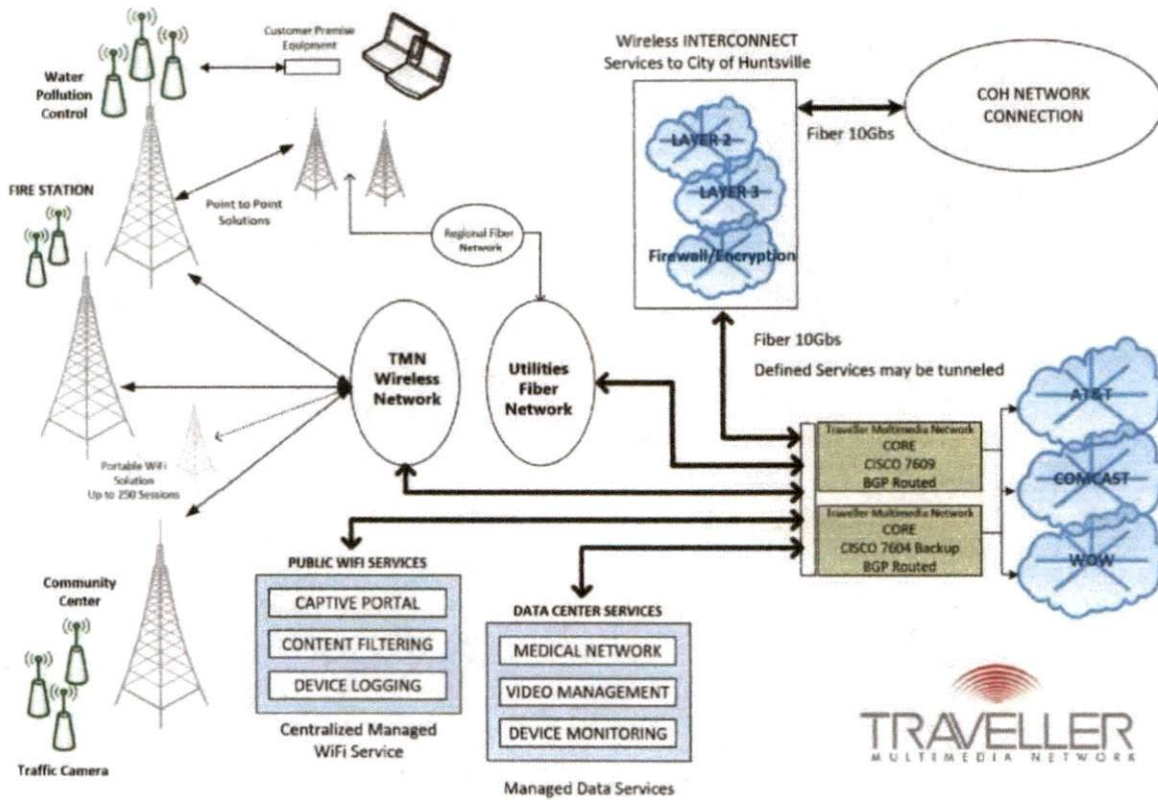 Customer Premise
Equipment
Water
Pollution
Control
Wireless INTERCONNECT
Services to City of Huntsville
LAYER 2
LAYER 3
Firewall/Encryption
Fiber 10Gbs
COH NETWORK
CONNECTION
FIRE STATION
Point to Point
Solutions
Regional Fiber
Network
TMN
Wireless
Network
Utilities
Fiber
Network
Fiber 10Gbs
Defined Services may be tunneled
Portable WiFi
Solution
Up to 250 Sessions
Traveller Multimedia Network
CORE
CISCO 7609
BGP Routed
Traveller Multimedia Network
CORE
CISCO 7604 Backup
BGP Routed
AT&T
COMCAST
WOW
Community
Center
Traffic Camera
PUBLIC WIFI SERVICES
CAPTIVE PORTAL
CONTENT FILTERING
DEVICE LOGGING
Centralized Managed
WiFi Service
DATA CENTER SERVICES
MEDICAL NETWORK
VIDEO MANAGEMENT
DEVICE MONITORING
Managed Data Services
TRAVELLER
MULTIMEDIA NETWORK